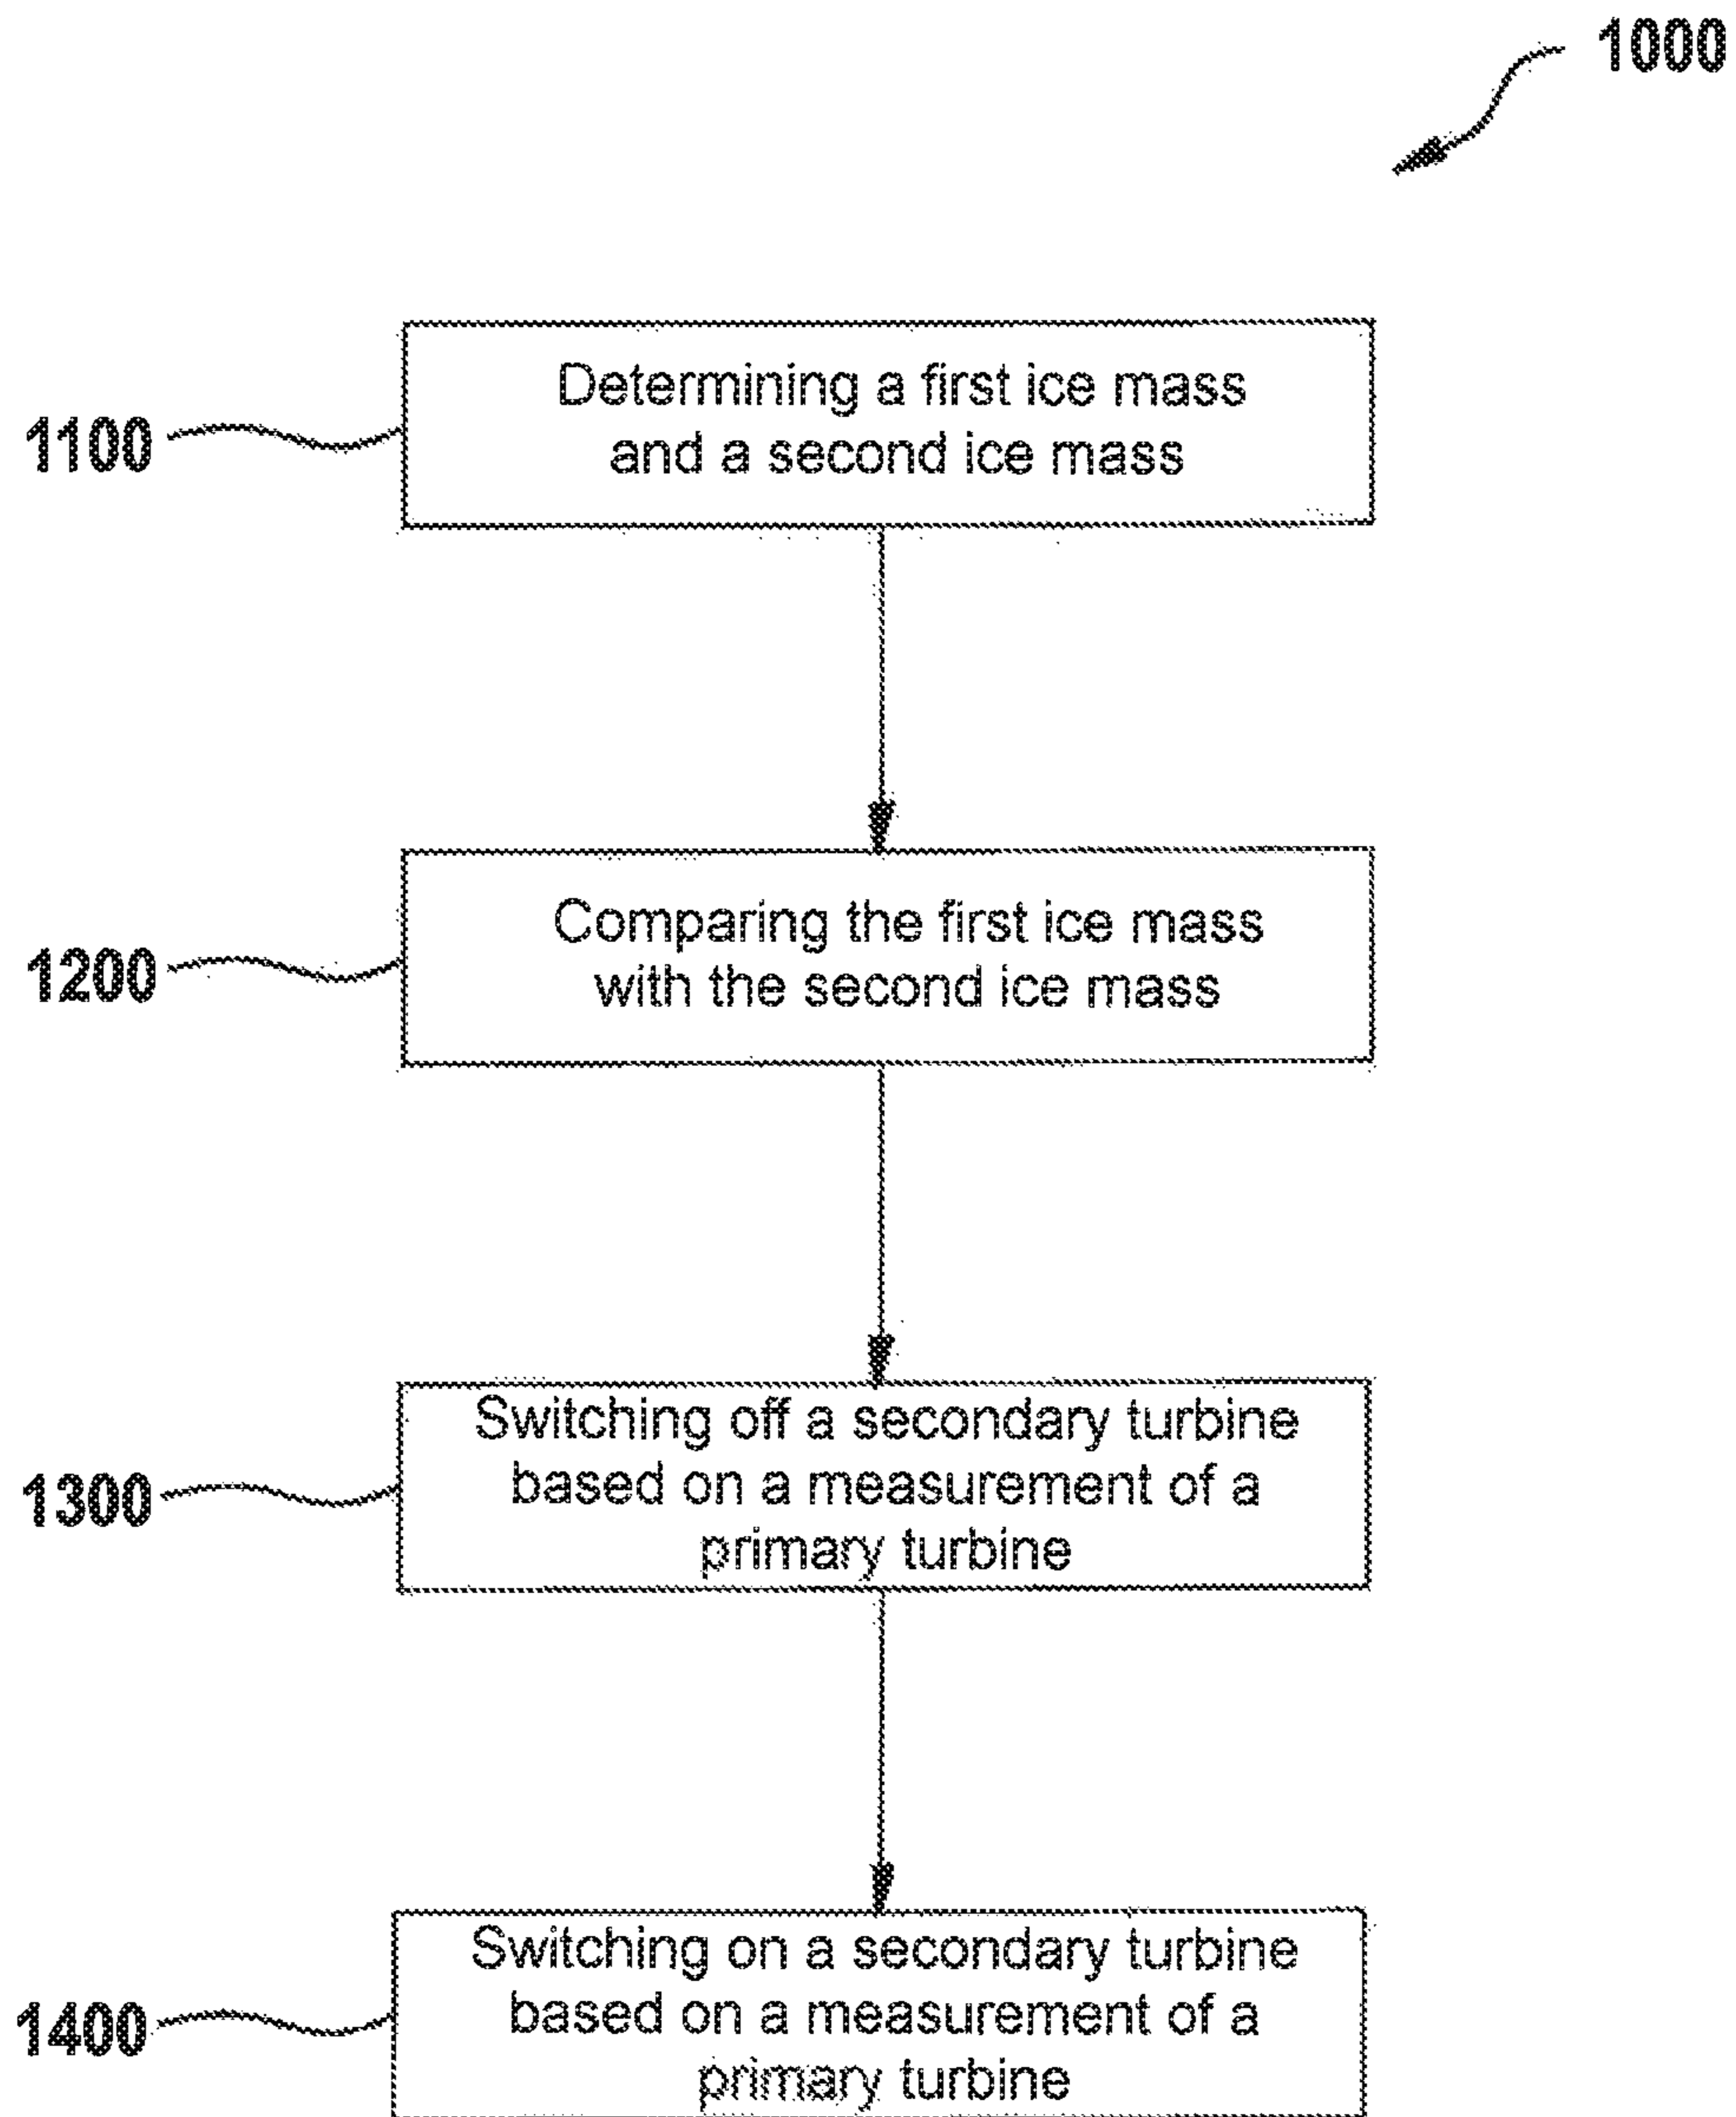 1000
Determining a first ice mass
and a second ice mass
1100
Comparing the first ice mass
with the second ice mass
1200
Switching off a secondary turbine
based on a measurement of a
primary turbine
1300
Switching on a secondary turbine
based on a measurement of a
primary turbine
1400